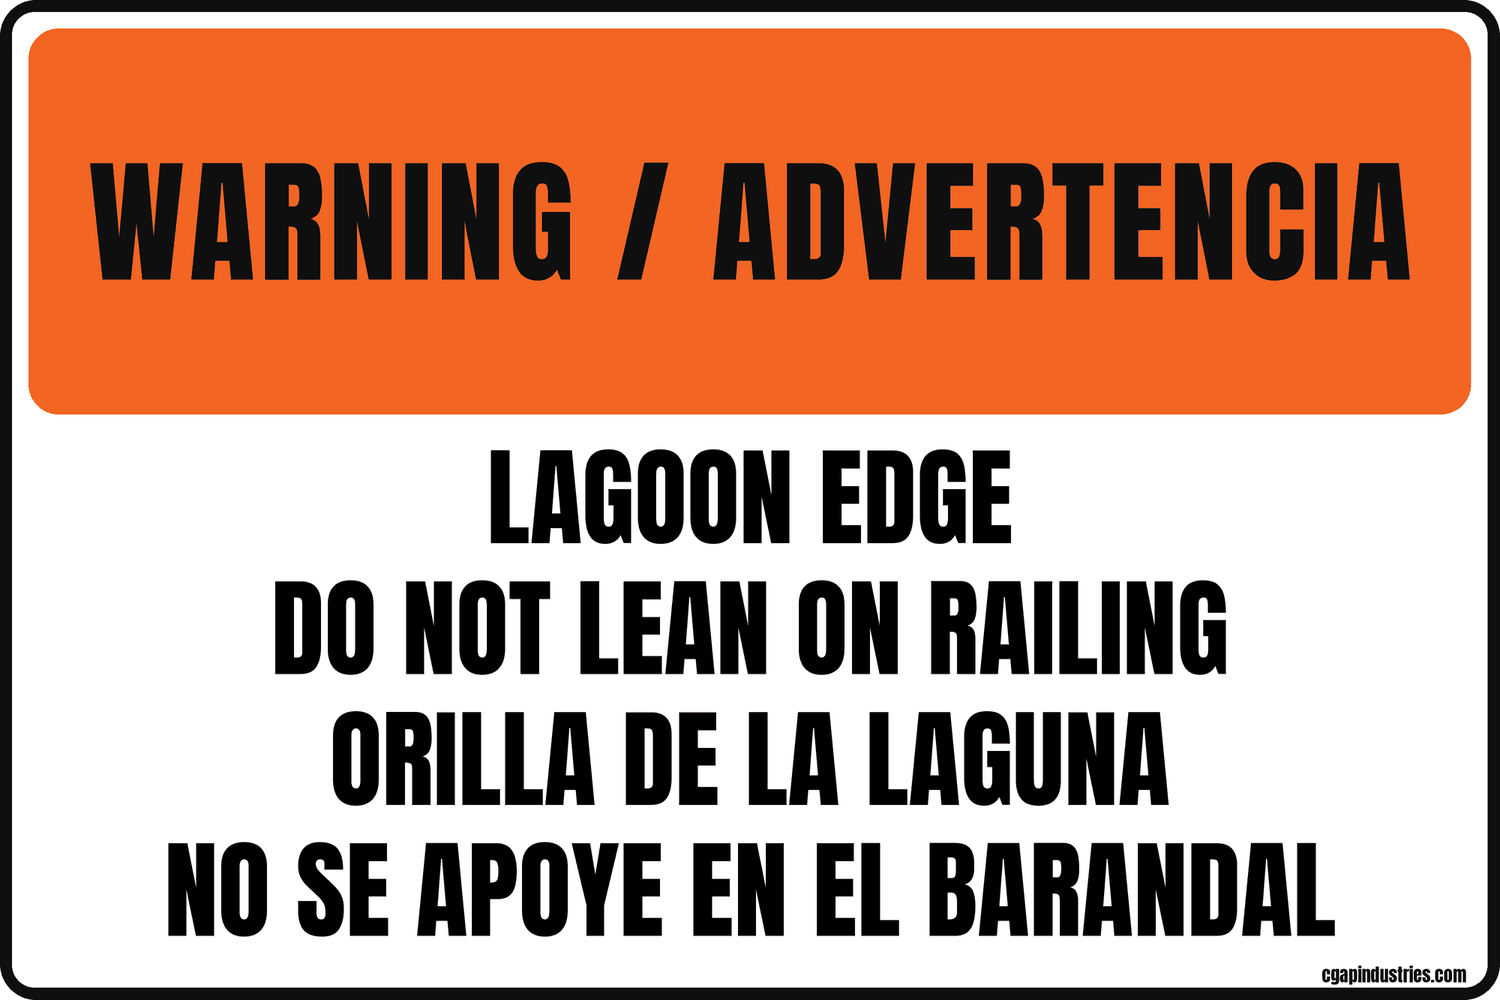 WARNING / ADVERTENCIA
LAGOON EDGE
DO NOT LEAN ON RAILING
ORILLA DE LA LAGUNA
NO SE APOYE EN EL BARANDAL
cgapindustries.com